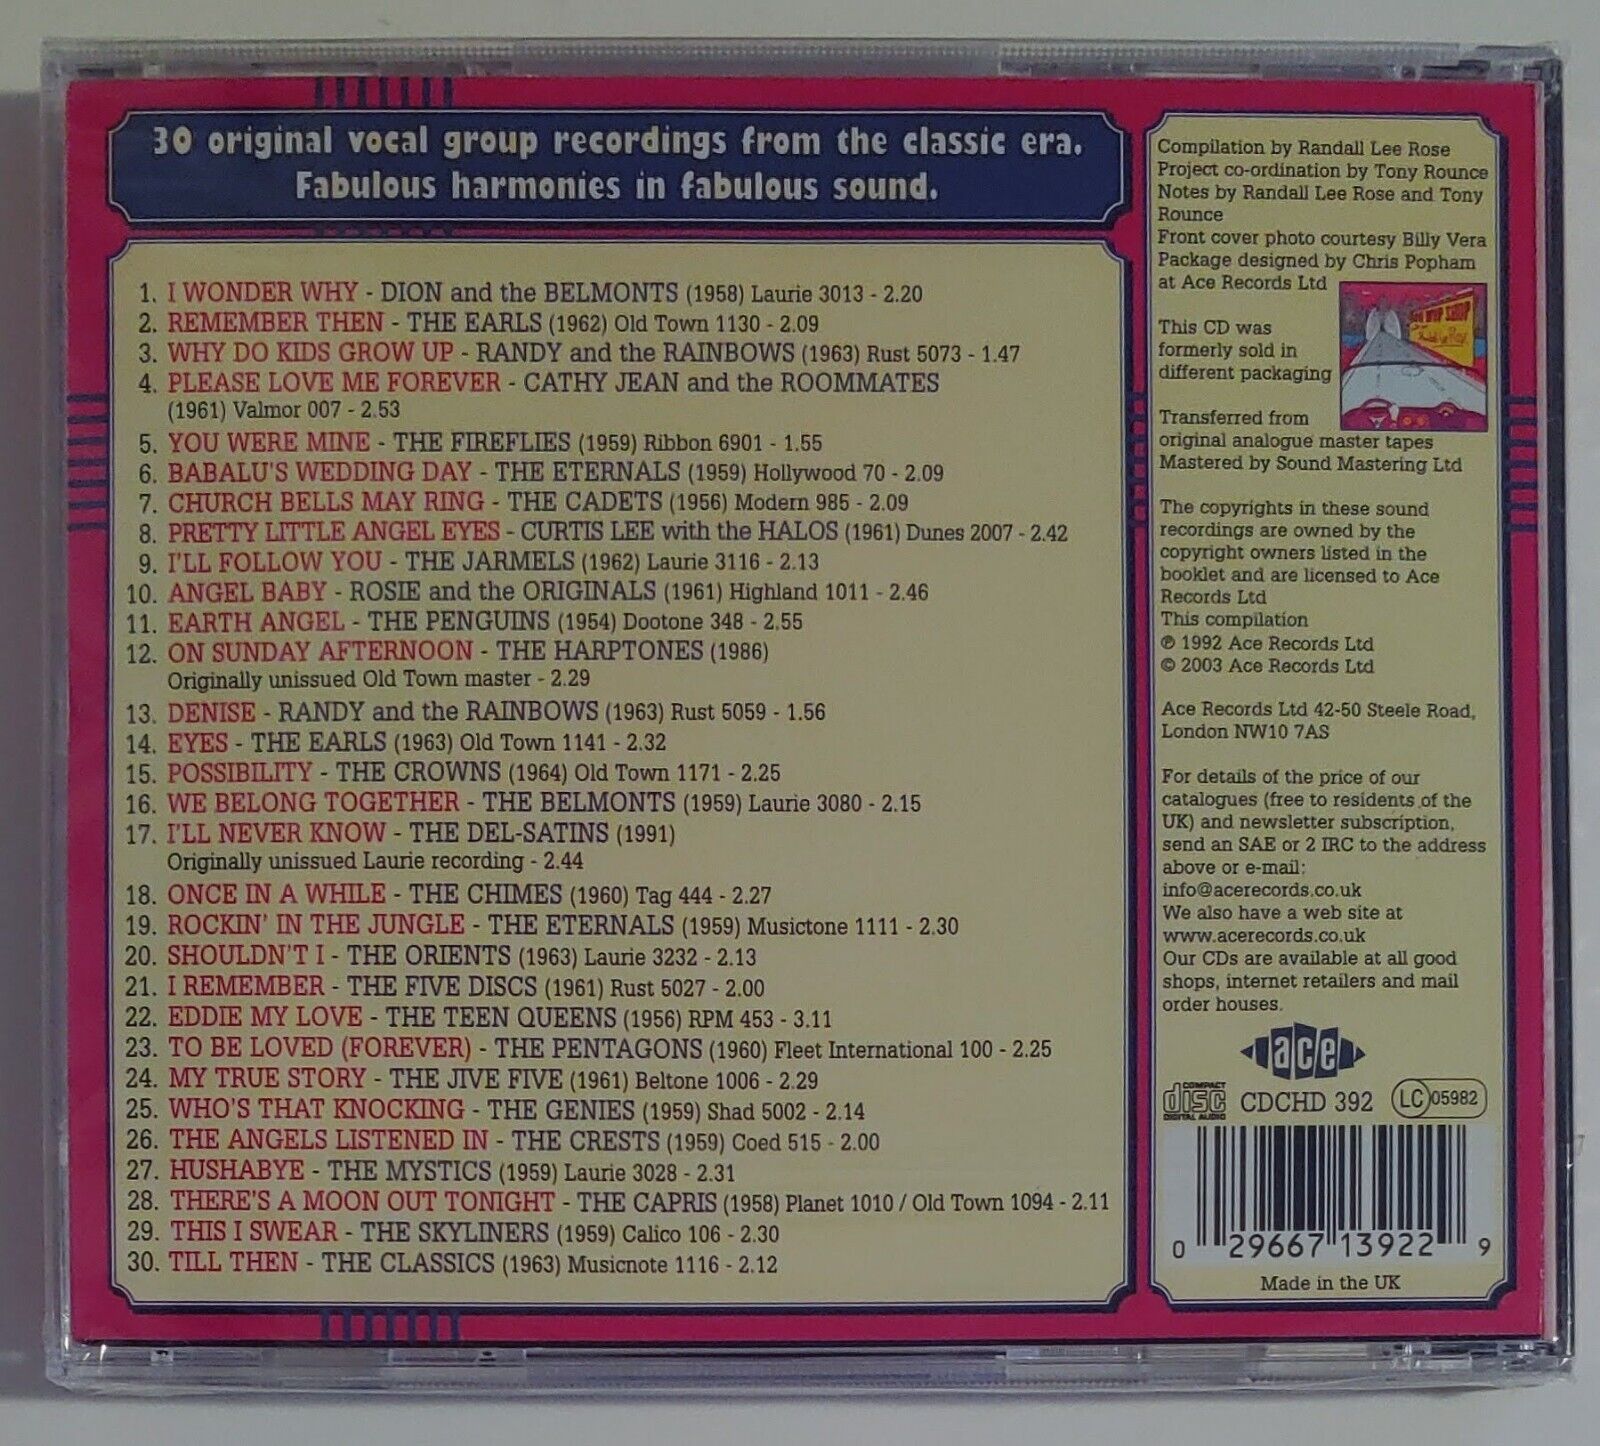 30 original vocal group recordings from the classic era.
Fabulous harmonies in fabulous sound.
1. I WONDER WHY - DION and the BELMONTS (1958) Laurie 3013 - 2.20
2. REMEMBER THEN - THE EARLS (1962) Old Town 1130 - 2.09
3. WHY DO KIDS GROW UP - RANDY and the RAINBOWS (1963) Rust 5073 - 1.47
4. PLEASE LOVE ME FOREVER - CATHY JEAN and the ROOMMATES
(1961) Valmor 007 - 2.53
5. YOU WERE MINE - THE FIREFLIES (1959) Ribbon 6901 - 1.55
6. BABALU'S WEDDING DAY - THE ETERNALS (1959) Hollywood 70 - 2.09
7. CHURCH BELLS MAY RING - THE CADETS (1956) Modern 985 - 2.09
8. PRETTY LITTLE ANGEL EYES - CURTIS LEE with the HALOS (1961) Dunes 2007 - 2.42
9. I'LL FOLLOW YOU - THE JARMELS (1962) Laurie 3116 - 2.13
10. ANGEL BABY - ROSIE and the ORIGINALS (1961) Highland 1011 - 2.46
11. EARTH ANGEL - THE PENGUINS (1954) Dootone 348 - 2.55
12. ON SUNDAY AFTERNOON - THE HARPTONES (1986)
Originally unissued Old Town master - 2.29
13. DENISE - RANDY and the RAINBOWS (1963) Rust 5059 - 1.56
14. EYES - THE EARLS (1963) Old Town 1141 - 2.32
15. POSSIBILITY - THE CROWNS (1964) Old Town 1171 - 2.25
16. WE BELONG TOGETHER - THE BELMONTS (1959) Laurie 3080 - 2.15
17. I'LL NEVER KNOW - THE DEL-SATINS (1991)
Originally unissued Laurie recording - 2.44
18. ONCE IN A WHILE - THE CHIMES (1960) Tag 444 - 2.27
19. ROCKIN' IN THE JUNGLE - THE ETERNALS (1959) Musictone 1111 - 2.30
20. SHOULDN'T I - THE ORIENTS (1963) Laurie 3232 - 2.13
21. I REMEMBER - THE FIVE DISCS (1961) Rust 5027 - 2.00
22. EDDIE MY LOVE - THE TEEN QUEENS (1956) RPM 453 - 3.11
23. TO BE LOVED (FOREVER) - THE PENTAGONS (1960) Fleet International 100 - 2.25
24. MY TRUE STORY - THE JIVE FIVE (1961) Beltone 1006 - 2.29
25. WHO'S THAT KNOCKING - THE GENIES (1959) Shad 5002 - 2.14
26. THE ANGELS LISTENED IN - THE CRESTS (1959) Coed 515 - 2.00
27. HUSHABYE - THE MYSTICS (1959) Laurie 3028 - 2.31
28. THERE'S A MOON OUT TONIGHT - THE CAPRIS (1958) Planet 1010 / Old Town 1094 - 2.11
29. THIS I SWEAR - THE SKYLINERS (1959) Calico 106 - 2.30
30. TILL THEN - THE CLASSICS (1963) Musicnote 1116 - 2.12
Compilation by Randall Lee Rose
Project co-ordination by Tony Rounce
Notes by Randall Lee Rose and Tony
Rounce
Front cover photo courtesy Billy Vera
Package designed by Chris Popham
at Ace Records Ltd
This CD was
formerly sold in
different packaging
WOP SHOP
Transferred from
original analogue master tapes
Mastered by Sound Mastering Ltd
The copyrights in these sound
recordings are owned by the
copyright owners listed in the
booklet and are licensed to Ace
Records Ltd
This compilation
℗ 1992 Ace Records Ltd
© 2003 Ace Records Ltd
Ace Records Ltd 42-50 Steele Road,
London NW10 7AS
For details of the price of our
catalogues (free to residents of the
UK) and newsletter subscription,
send an SAE or 2 IRC to the address
above or e-mail:
info@acerecords.co.uk
We also have a web site at
www.acerecords.co.uk
Our CDs are available at all good
shops, internet retailers and mail
order houses.
ace
COMPACT disc DIGITAL AUDIO CDCHD 392 LC 05982
0 29667 13922 9
Made in the UK